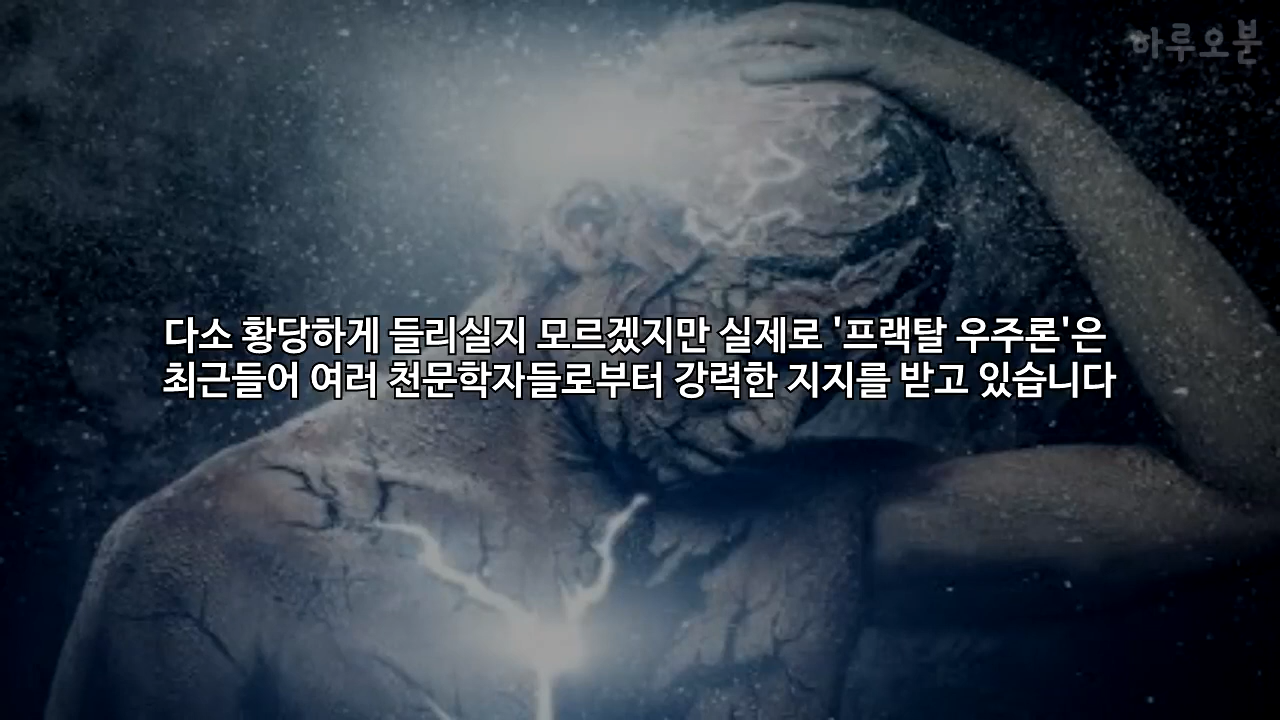 하루오분
다소 황당하게 들리실지 모르겠지만 실제로 '프랙탈 우주론'은
최근들어 여러 천문학자들로부터 강력한 지지를 받고 있습니다